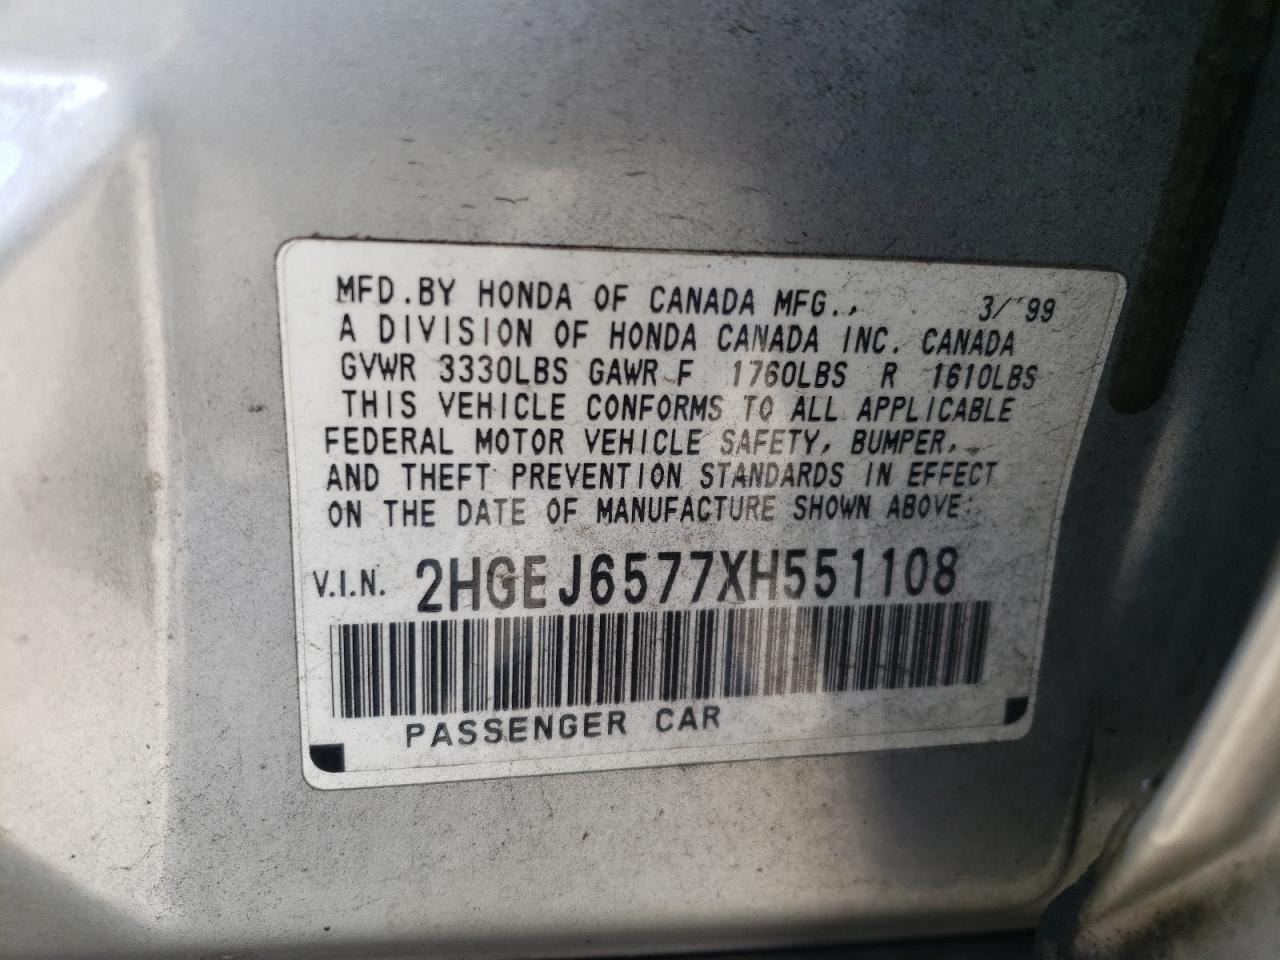 MFD.BY HONDA OF CANADA MFG., 3/'99
A DIVISION OF HONDA CANADA INC. CANADA
GVWR 3330LBS GAWR F 1760LBS R 1610LBS
THIS VEHICLE CONFORMS TO ALL APPLICABLE
FEDERAL MOTOR VEHICLE SAFETY, BUMPER,
AND THEFT PREVENTION STANDARDS IN EFFECT
ON THE DATE OF MANUFACTURE SHOWN ABOVE:
V.I.N. 2HGEJ6577XH551108
PASSENGER CAR